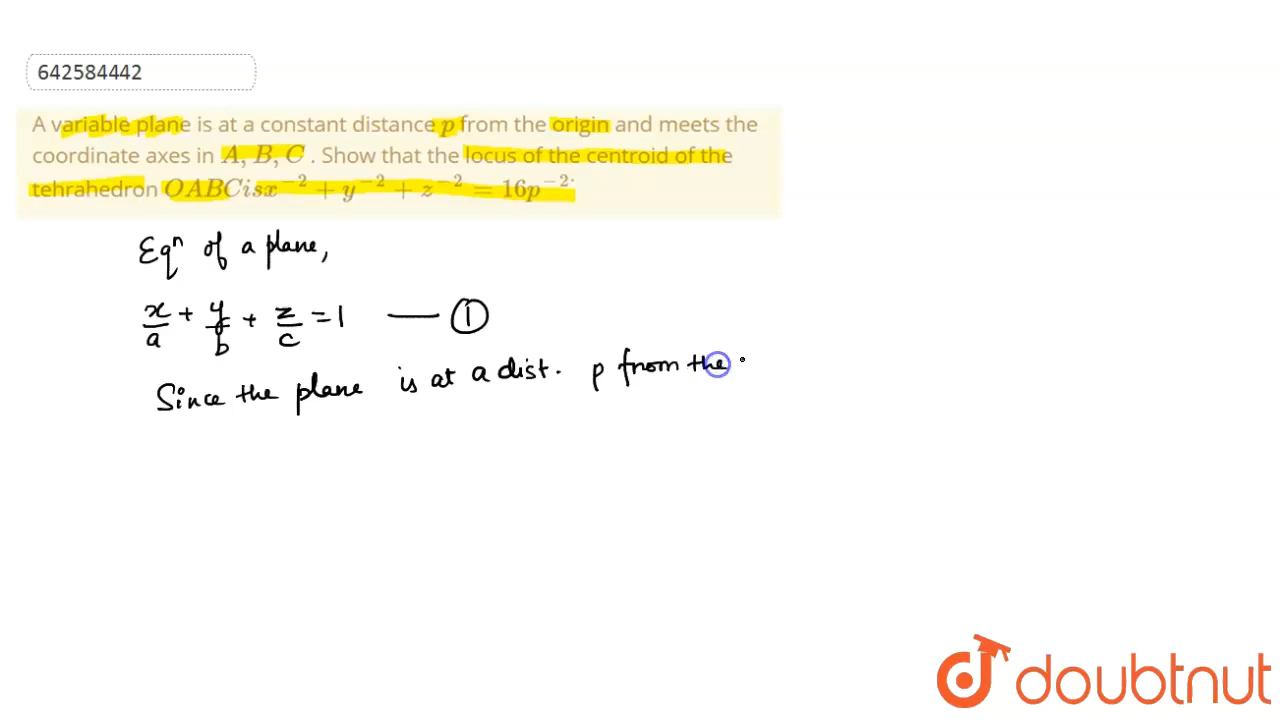 642584442
A variable plane is at a constant distance p from the origin and meets the
coordinate axes in A, B, C . Show that the locus of the centroid of the
tehrahedron OABCisx⁻² + y⁻² + z⁻² = 16p⁻²·
Eqⁿ of a plane,
x/a + y/b + z/c = 1 —— ①
Since the plane is at a dist. p from the
doubtnut